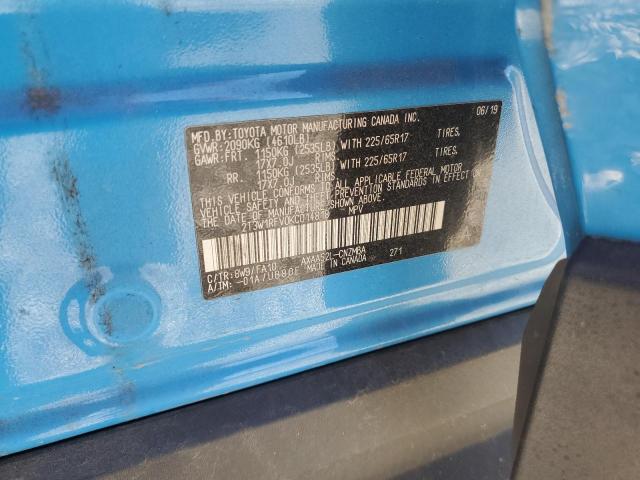 MFD.BY:TOYOTA MOTOR MANUFACTURING CANADA INC. 06/19
GVWR:2090KG (4610LB)
GAWR:FRT. 1150KG (2535LB) WITH 225/65R17 TIRES,
17X7.0J RIMS
RR. 1150KG (2535LB) WITH 225/65R17 TIRES,
17X7.0J RIMS
THIS VEHICLE CONFORMS TO ALL APPLICABLE FEDERAL MOTOR
VEHICLE SAFETY AND THEFT PREVENTION STANDARDS IN EFFECT
ON THE DATE OF MANUFACTURE SHOWN ABOVE.
MPV
C/TR:8W9/FA10 AXAA52L-CNZMBA 271
A/TM: -01A/ MADE IN CANADA